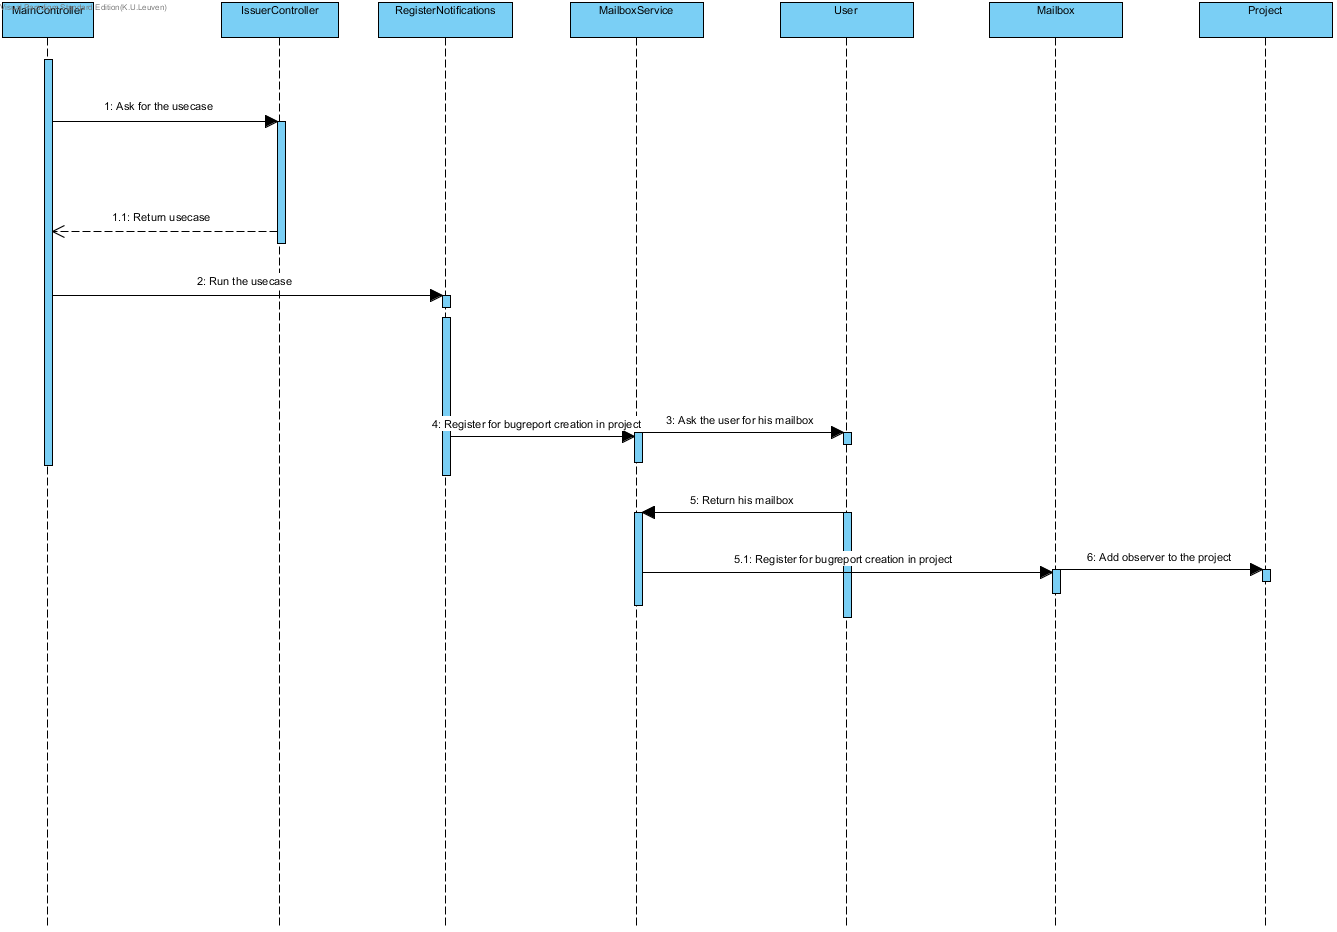 Edition(K.U.Leuven)
MainController
IssuerController
RegisterNotifications
MailboxService
User
Mailbox
Project
1: Ask for the usecase
1.1: Return usecase
2: Run the usecase
3: Ask the user for his mailbox
4: Register for bugreport creation in project
5: Return his mailbox
5.1: Register for bugreport creation in project
6: Add observer to the project